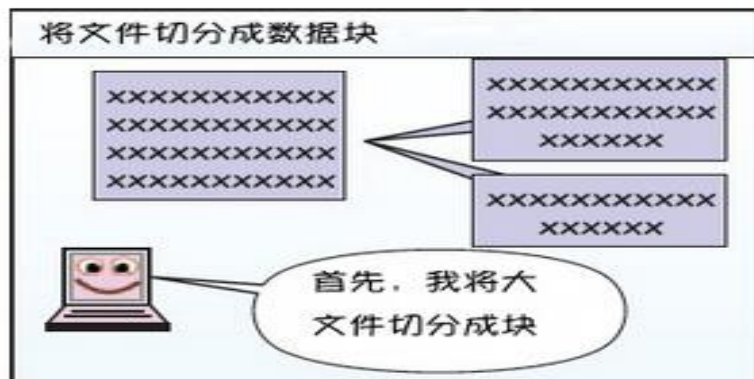 将文件切分成数据块
xxxxxxxxxxx
xxxxxxxxxxx
xxxxxxxxxxx
xxxxxxxxxxx
xxxxxxxxxxx
xxxxxxxxxxx
xxxxxx
xxxxxxxxxxx
xxxxxx
首先，我将大
文件切分成块